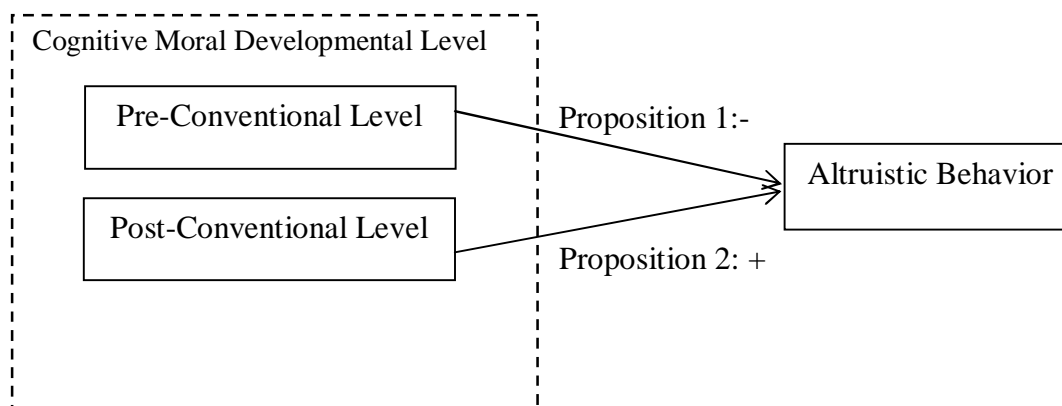 Cognitive Moral Developmental Level
Pre-Conventional Level
Proposition 1:-
Altruistic Behavior
Post-Conventional Level
Proposition 2: +